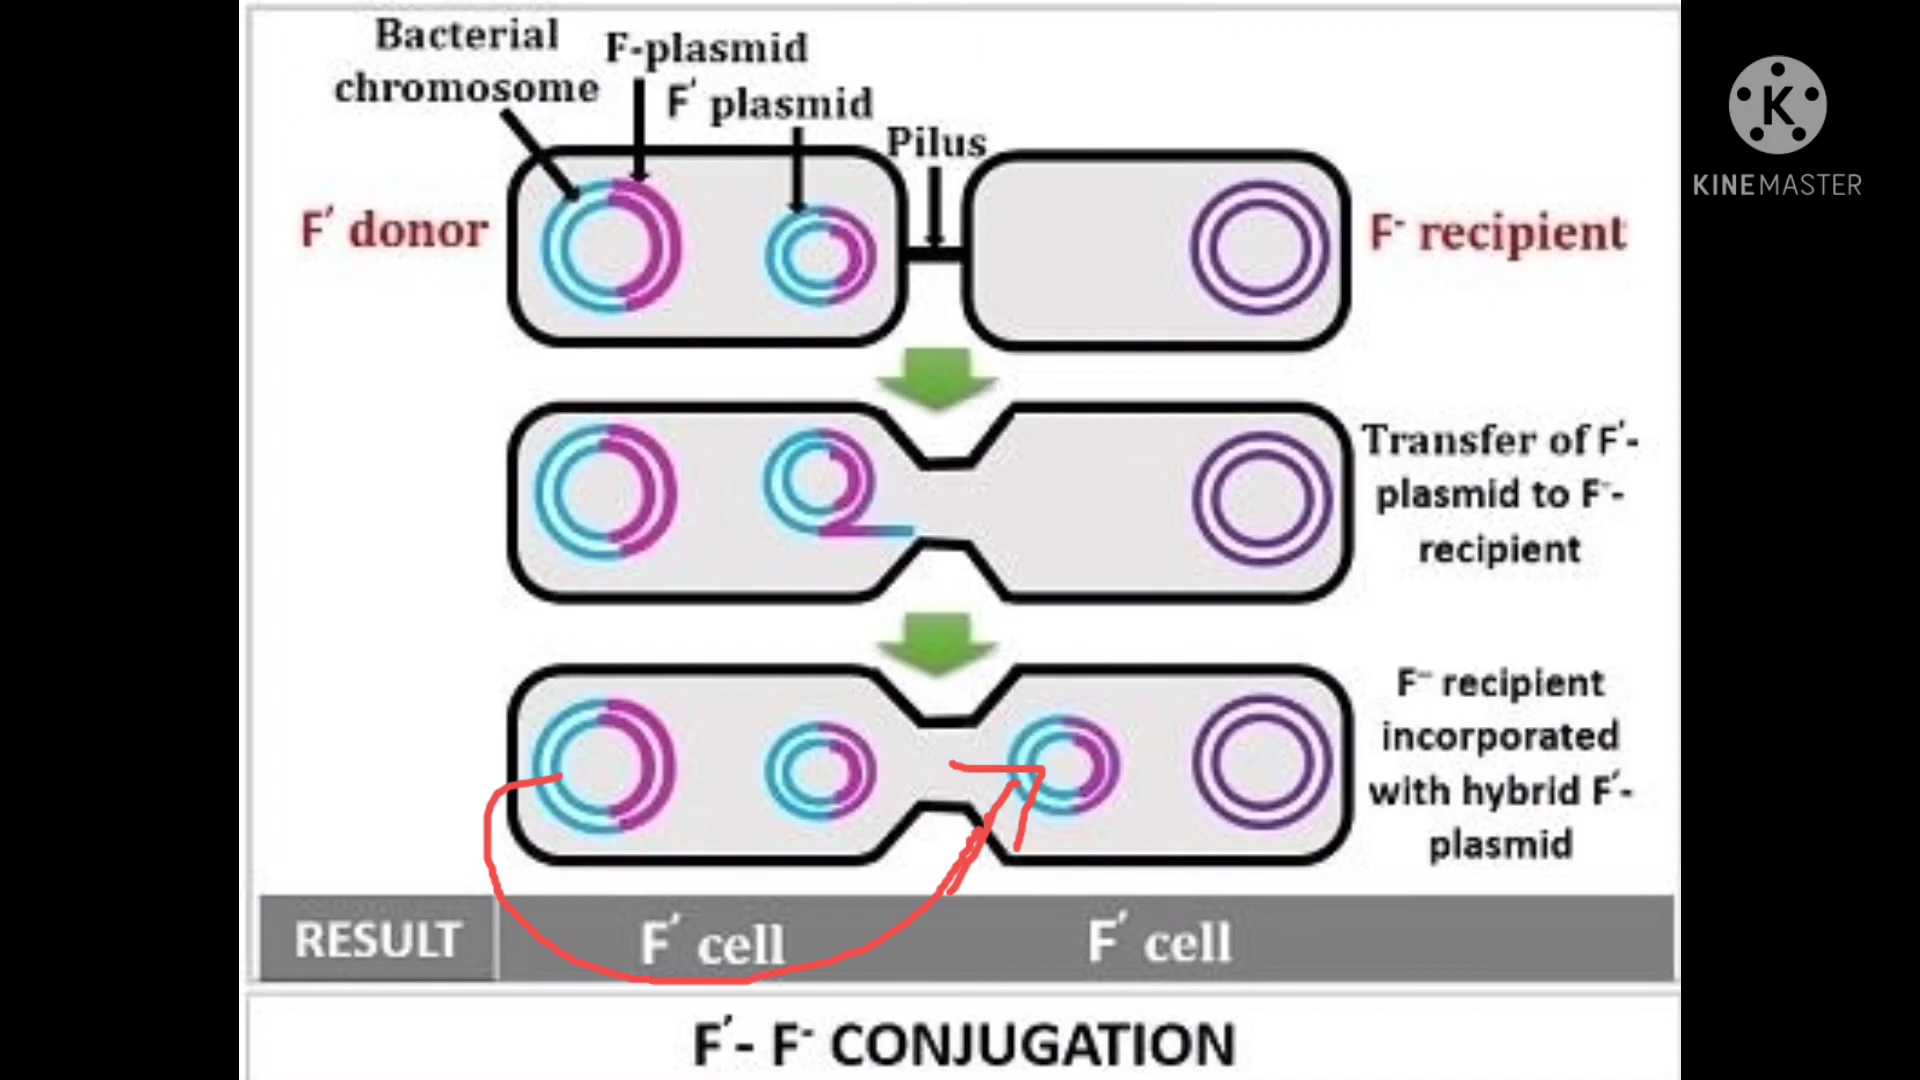 Bacterial
chromosome
F-plasmid
F′ plasmid
Pilus
K
KINEMASTER
F′ donor
F⁻ recipient
Transfer of F′-
plasmid to F⁻-
recipient
F⁻ recipient
incorporated
with hybrid F′-
plasmid
RESULT
F′ cell
F′ cell
F′- F⁻ CONJUGATION